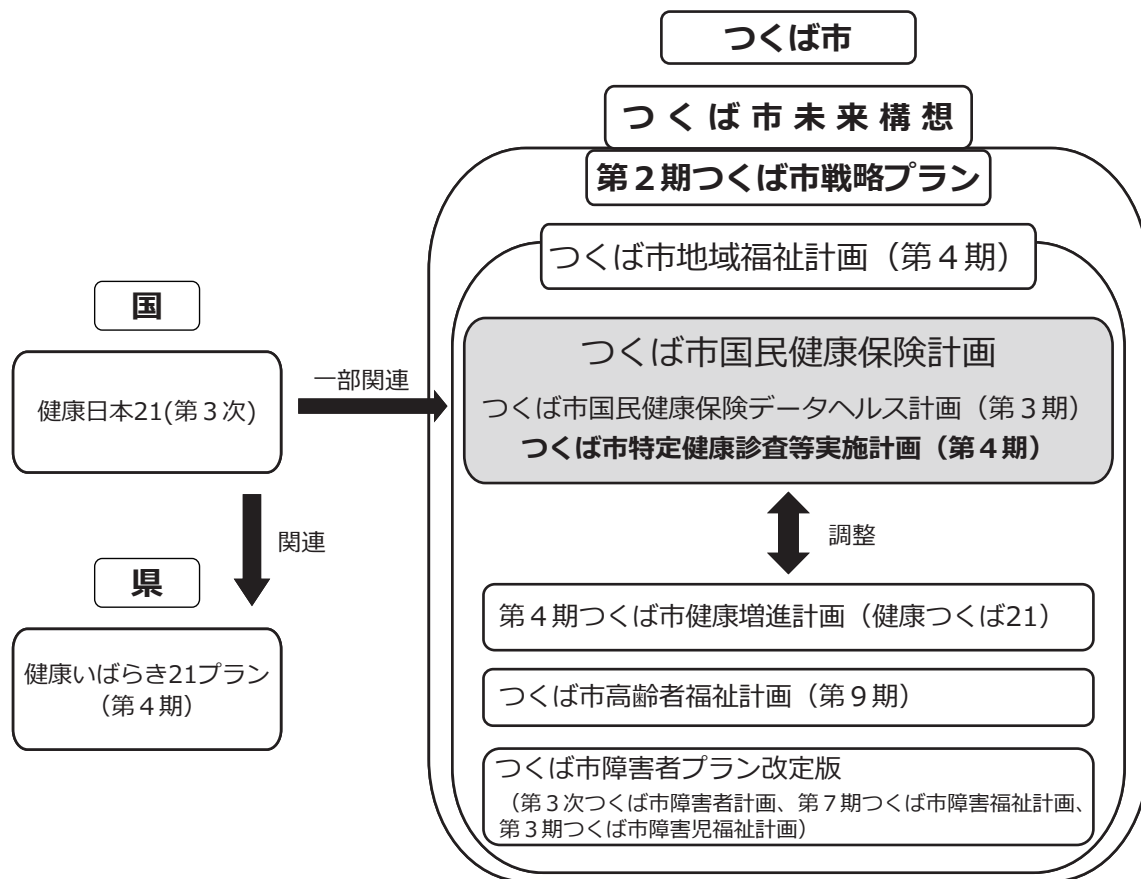 つくば市
つくば市未来構想
第２期つくば市戦略プラン
つくば市地域福祉計画（第４期）
つくば市国民健康保険計画
つくば市国民健康保険データヘルス計画（第３期）
つくば市特定健康診査等実施計画（第４期）
国
健康日本21(第３次)
一部関連
関連
県
健康いばらき21プラン
（第４期）
調整
第４期つくば市健康増進計画（健康つくば21）
つくば市高齢者福祉計画（第９期）
つくば市障害者プラン改定版
（第３次つくば市障害者計画、第７期つくば市障害福祉計画、
第３期つくば市障害児福祉計画）